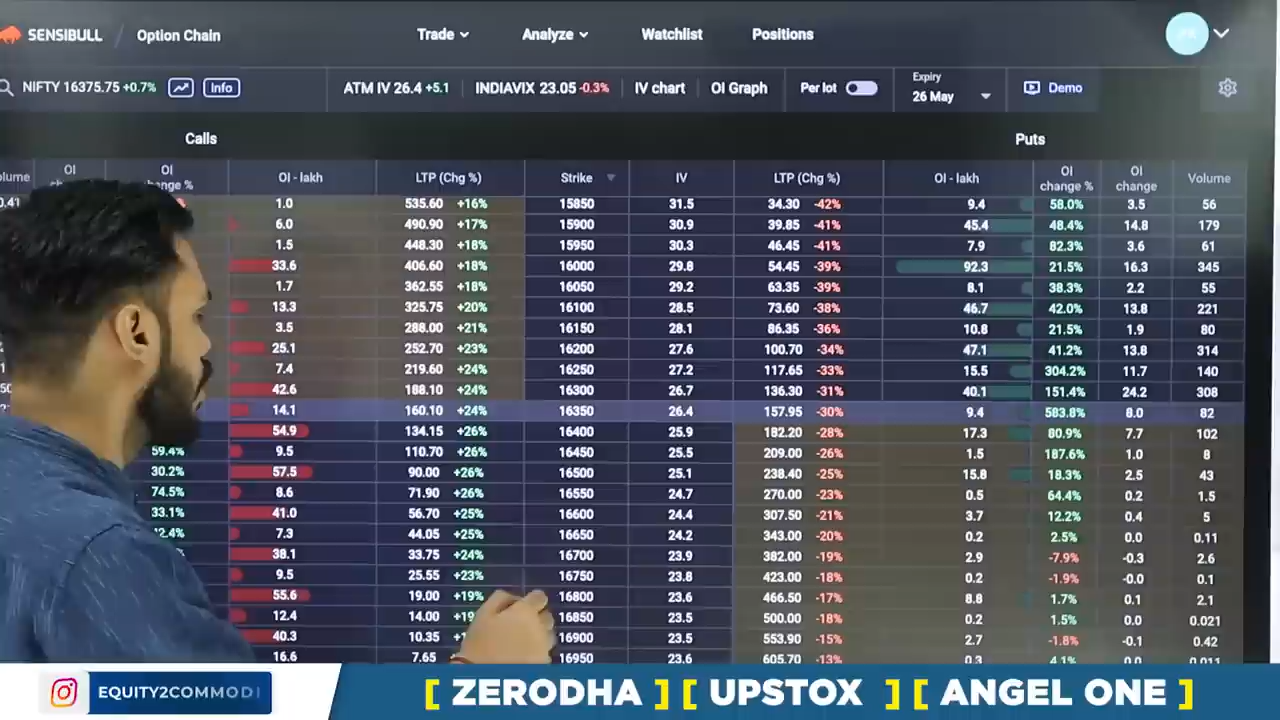 SENSIBULL / Option Chain Trade Analyze Watchlist Positions
NIFTY 16375.75 +0.7% Info ATM IV 26.4 +5.1 INDIAVIX 23.05 -0.3% IV chart OI Graph Per lot Expiry 26 May Demo
Calls Puts
OI OI change % OI - lakh LTP (Chg %) Strike IV LTP (Chg %) OI - lakh OI change % OI change Volume
1.0 535.60 +16% 15850 31.5 34.30 -42% 9.4 58.0% 3.5 56
6.0 490.90 +17% 15900 30.9 39.85 -41% 45.4 48.4% 14.8 179
1.5 448.30 +18% 15950 30.3 46.45 -41% 7.9 82.3% 3.6 61
33.6 406.60 +18% 16000 29.8 54.45 -39% 92.3 21.5% 16.3 345
1.7 362.55 +18% 16050 29.2 63.35 -39% 8.1 38.3% 2.2 55
13.3 325.75 +20% 16100 28.5 73.60 -38% 46.7 42.0% 13.8 221
3.5 288.00 +21% 16150 28.1 86.35 -36% 10.8 21.5% 1.9 80
25.1 252.70 +23% 16200 27.6 100.70 -34% 47.1 41.2% 13.8 314
7.4 219.60 +24% 16250 27.2 117.65 -33% 15.5 304.2% 11.7 140
42.6 188.10 +24% 16300 26.7 136.30 -31% 40.1 151.4% 24.2 308
14.1 160.10 +24% 16350 26.4 157.95 -30% 9.4 583.8% 8.0 82
54.9 134.15 +26% 16400 25.9 182.20 -28% 17.3 80.9% 7.7 102
59.4% 9.5 110.70 +26% 16450 25.5 209.00 -26% 1.5 187.6% 1.0 8
30.2% 57.5 90.00 +26% 16500 25.1 238.40 -25% 15.8 18.3% 2.5 43
74.5% 8.6 71.90 +26% 16550 24.7 270.00 -23% 0.5 64.4% 0.2 1.5
33.1% 41.0 56.70 +25% 16600 24.4 307.50 -21% 3.7 12.2% 0.4 5
7.3 44.05 +25% 16650 24.2 343.00 -20% 0.2 2.5% 0.0 0.11
38.1 33.75 +24% 16700 23.9 382.00 -19% 2.9 -7.9% -0.3 2.6
9.5 25.55 +23% 16750 23.8 423.00 -18% 0.2 -1.9% -0.0 0.1
55.6 19.00 +19% 16800 23.6 466.50 -17% 8.8 1.7% 0.1 2.1
12.4 14.00 16850 23.5 500.00 -18% 0.2 1.5% 0.0 0.021
40.3 10.35 16900 23.5 553.90 -15% 2.7 -1.8% -0.1 0.42
16.6 7.65 16950 23.6 605.70 -13% 0.3 4.1% 0.0 0.011
EQUITY2COMMODI [ ZERODHA ] [ UPSTOX ] [ ANGEL ONE ]